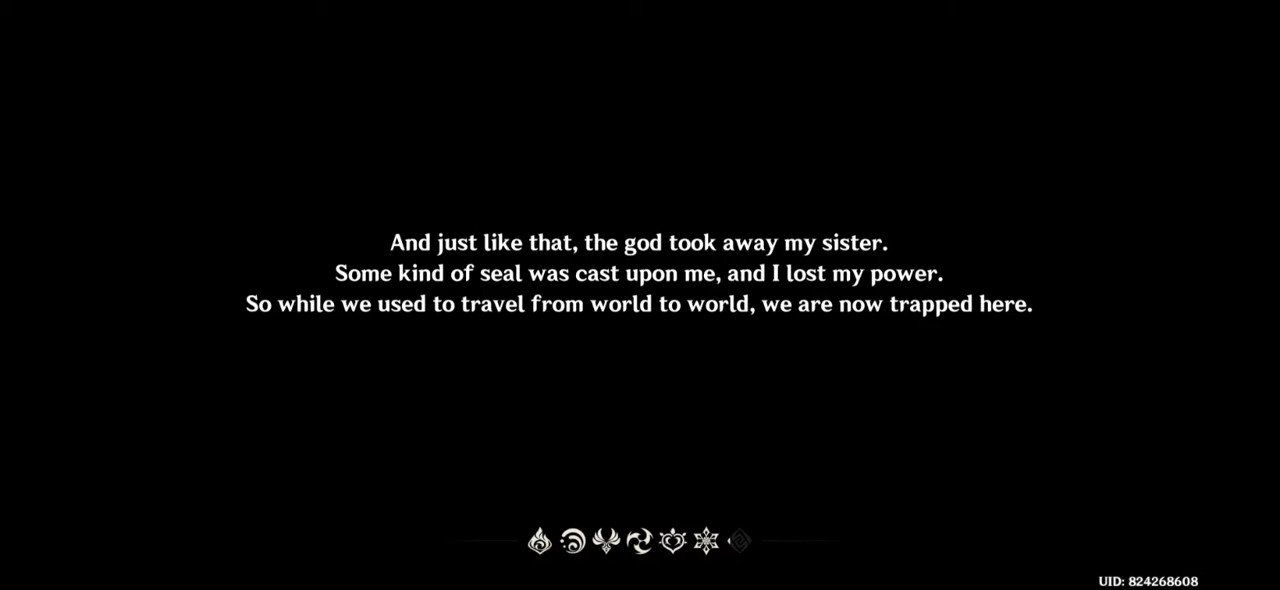 And just like that, the god took away my sister.
Some kind of seal was cast upon me, and I lost my power.
So while we used to travel from world to world, we are now trapped here.
UID: 824268608